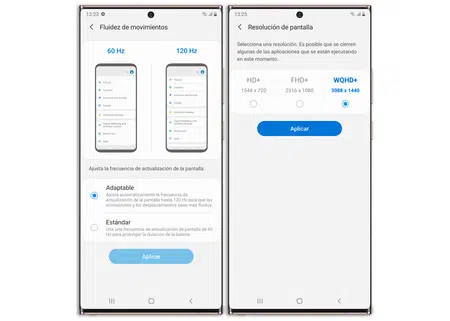 13:23
Fluidez de movimientos
60 Hz
120 Hz
Ajusta la frecuencia de actualización de la pantalla.
Adaptable
Ajusta automáticamente la frecuencia de
actualización de la pantalla hasta 120 Hz para que las
animaciones y los desplazamientos sean más fluidos.
Estándar
Usa una frecuencia de actualización de pantalla de 60
Hz para prolongar la duración de la batería.
Aplicar
13:25
Resolución de pantalla
Selecciona una resolución. Es posible que se cierren
algunas de las aplicaciones que se están ejecutando
en este momento.
HD+
1544 x 720
FHD+
2316 x 1080
WQHD+
3088 x 1440
Aplicar